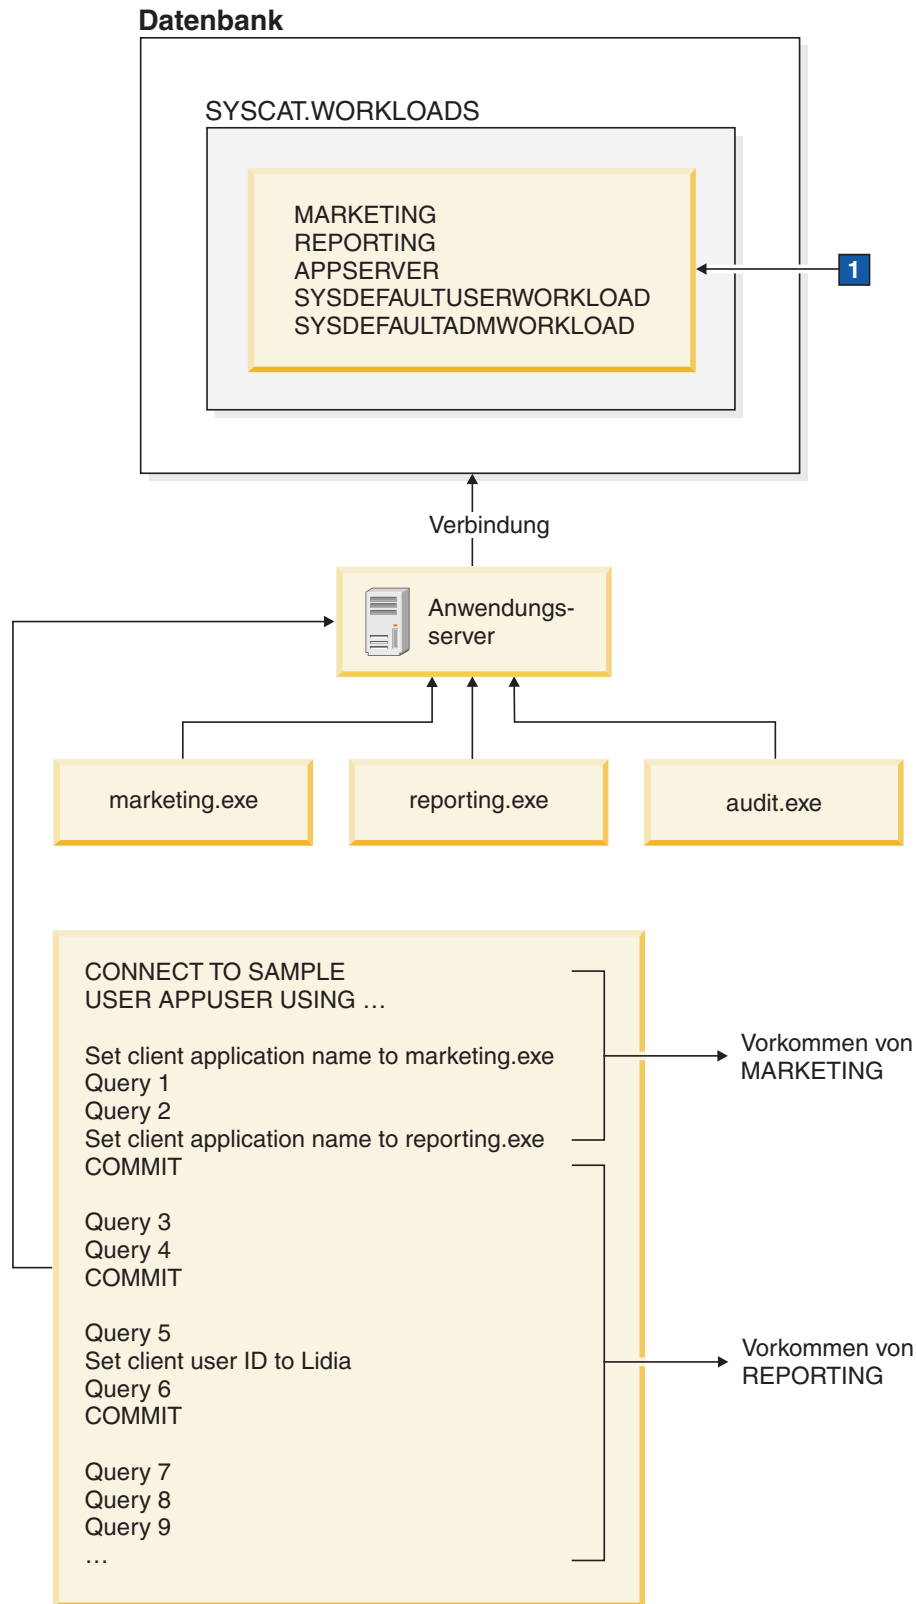 Datenbank
SYSCAT.WORKLOADS
MARKETING
REPORTING
APPSERVER
SYSDEFAULTUSERWORKLOAD
SYSDEFAULTADMWORKLOAD
1
Verbindung
Anwendungs-
server
marketing.exe
reporting.exe
audit.exe
CONNECT TO SAMPLE
USER APPUSER USING …
Set client application name to marketing.exe
Query 1
Query 2
Set client application name to reporting.exe
COMMIT
Query 3
Query 4
COMMIT
Query 5
Set client user ID to Lidia
Query 6
COMMIT
Query 7
Query 8
Query 9
…
Vorkommen von
MARKETING
Vorkommen von
REPORTING